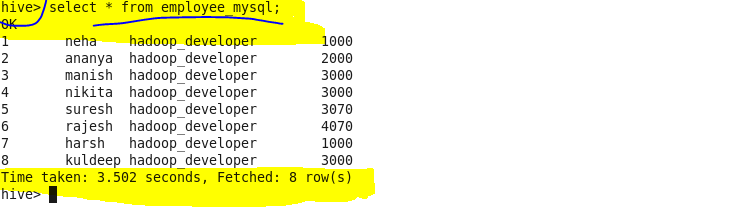 hive> select * from employee_mysql;
OK
1 neha hadoop_developer 1000
2 ananya hadoop_developer 2000
3 manish hadoop_developer 3000
4 nikita hadoop_developer 3000
5 suresh hadoop_developer 3070
6 rajesh hadoop_developer 4070
7 harsh hadoop_developer 1000
8 kuldeep hadoop_developer 3000
Time taken: 3.502 seconds, Fetched: 8 row(s)
hive>